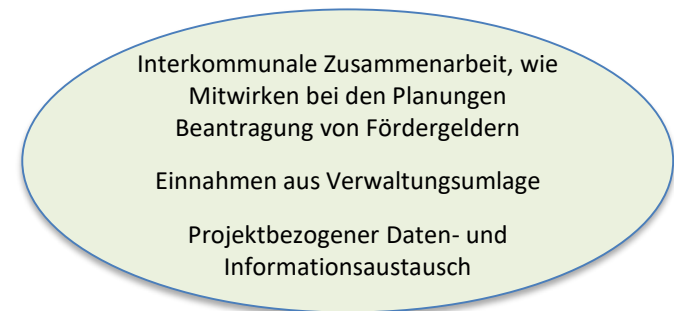 Interkommunale Zusammenarbeit, wie
Mitwirken bei den Planungen
Beantragung von Fördergeldern
Einnahmen aus Verwaltungsumlage
Projektbezogener Daten- und
Informationsaustausch